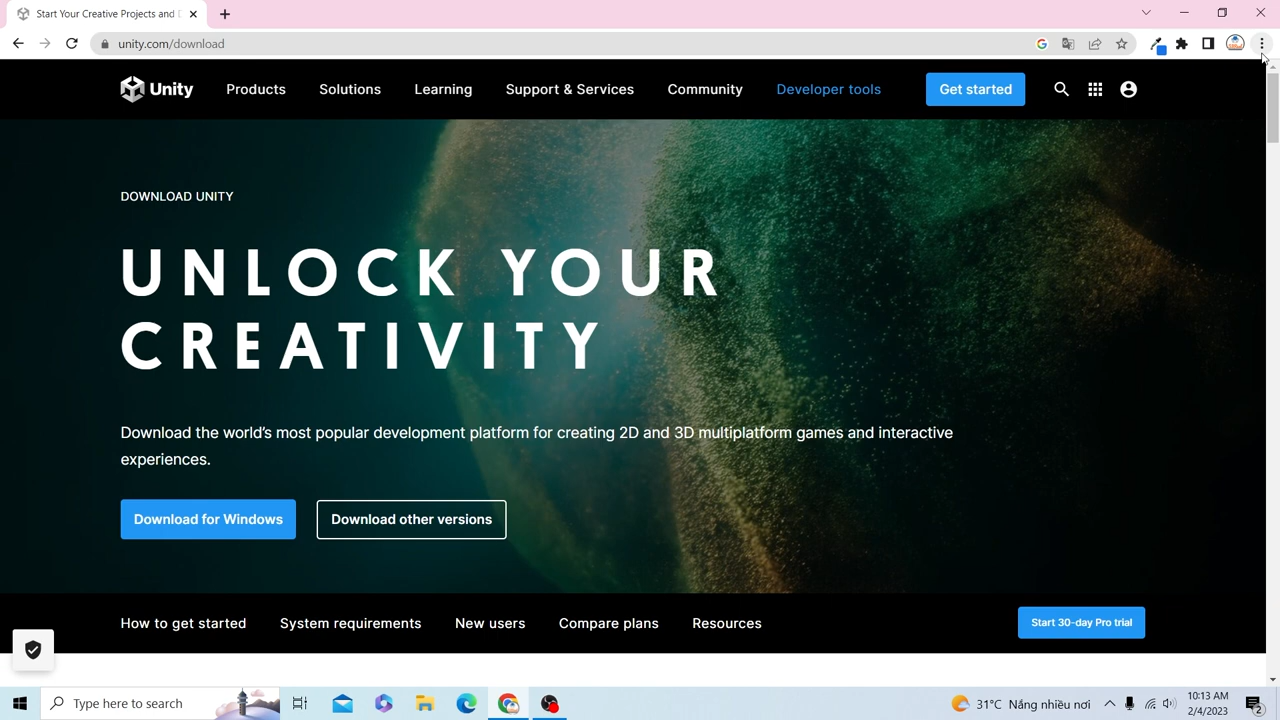 Start Your Creative Projects and
unity.com/download
Unity
Products
Solutions
Learning
Support & Services
Community
Developer tools
Get started
DOWNLOAD UNITY
UNLOCK YOUR
CREATIVITY
Download the world's most popular development platform for creating 2D and 3D multiplatform games and interactive
experiences.
Download for Windows
Download other versions
How to get started
System requirements
New users
Compare plans
Resources
Start 30-day Pro trial
Type here to search
31°C Nắng nhiều nơi
10:13 AM
2/4/2023
2